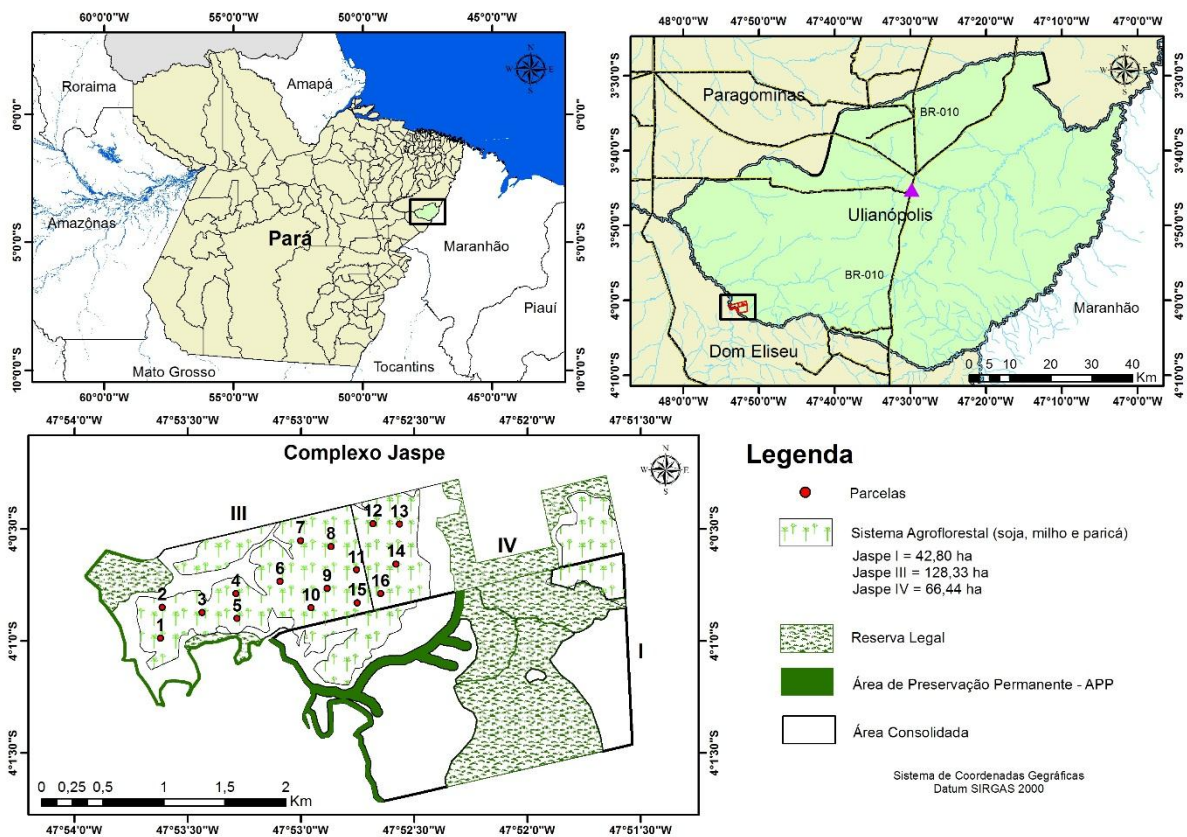 60°0'0"W 55°0'0"W 50°0'0"W 45°0'0"W
N
W E
S
Roraima
Amapá
0°0'0"
0°0'0"
Amazônas
Pará
Maranhão
5°0'0"S
5°0'0"S
Piauí
10°0'0"S
10°0'0"S
Mato Grosso
Tocantins
60°0'0"W 55°0'0"W 50°0'0"W 45°0'0"W
48°0'0"W 47°50'0"W 47°40'0"W 47°30'0"W 47°20'0"W 47°10'0"W 47°0'0"W
N
W E
S
3°30'0"S
3°30'0"S
Paragominas
BR-010
3°40'0"S
3°40'0"S
Ulianópolis
3°50'0"S
3°50'0"S
BR-010
4°0'0"S
4°0'0"S
Maranhão
Dom Eliseu
0 5 10 20 30 40
Km
4°10'0"S
4°10'0"S
48°0'0"W 47°50'0"W 47°40'0"W 47°30'0"W 47°20'0"W 47°10'0"W 47°0'0"W
47°54'0"W 47°53'30"W 47°53'0"W 47°52'30"W 47°52'0"W 47°51'30"W
Complexo Jaspe
N
W E
S
III
12 13
4°0'30"S
4°0'30"S
7
8
IV
11
14
6
4
9
16
2
3
5
10
15
1
4°1'0"S
4°1'0"S
I
4°1'30"S
4°1'30"S
0 0,25 0,5 1 1,5 2
Km
47°54'0"W 47°53'30"W 47°53'0"W 47°52'30"W 47°52'0"W 47°51'30"W
Legenda
Parcelas
Sistema Agroflorestal (soja, milho e paricá)
Jaspe I = 42,80 ha
Jaspe III = 128,33 ha
Jaspe IV = 66,44 ha
Reserva Legal
Área de Preservação Permanente - APP
Área Consolidada
Sistema de Coordenadas Gegráficas
Datum SIRGAS 2000